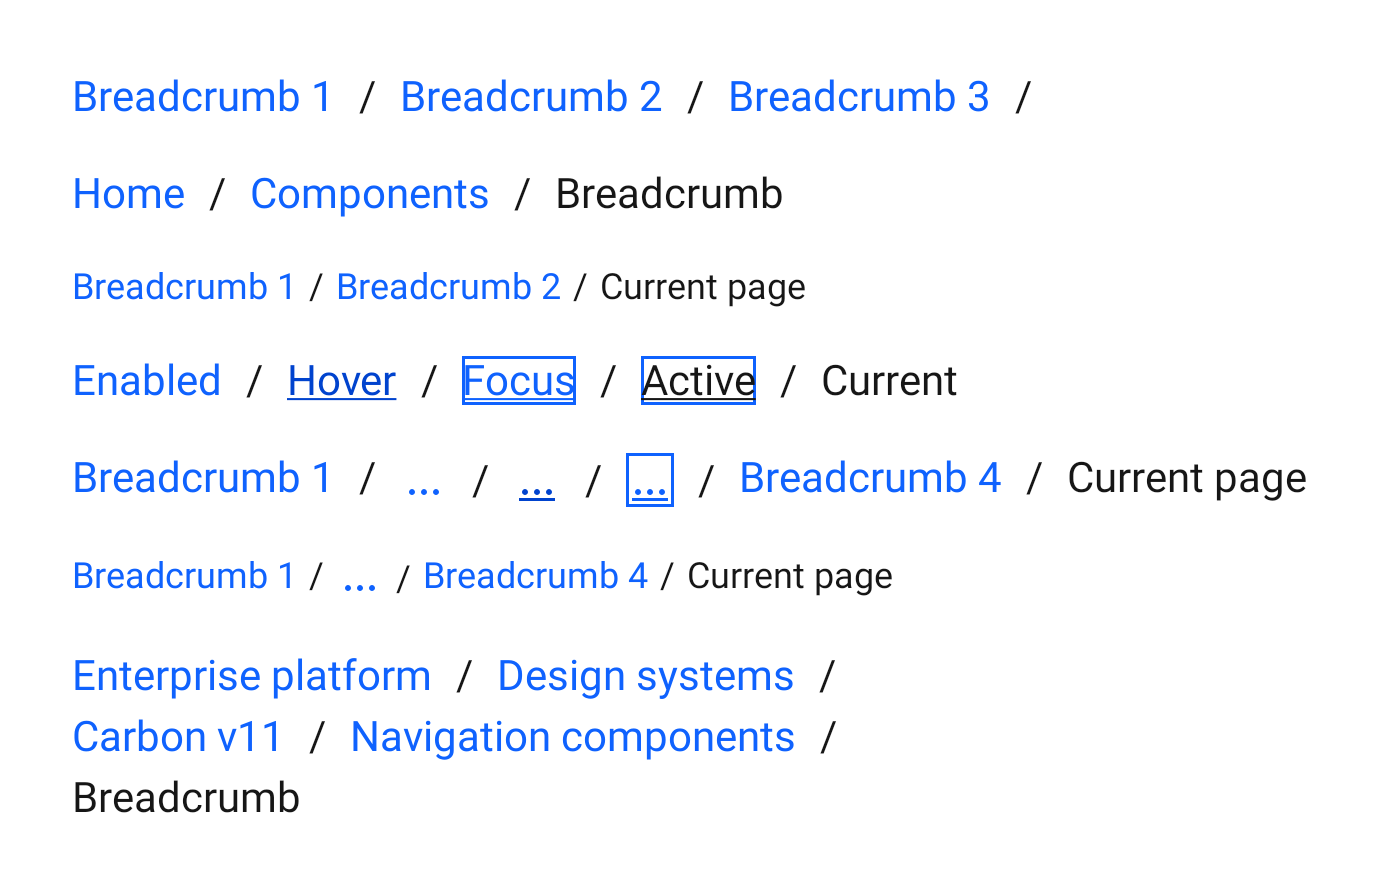 Breadcrumb 1 / Breadcrumb 2 / Breadcrumb 3 /
Home / Components / Breadcrumb
Breadcrumb 1 / Breadcrumb 2 / Current page
Enabled / Hover / Focus / Active / Current
Breadcrumb 1 / ... / ... / ... / Breadcrumb 4 / Current page
Breadcrumb 1 / ... / Breadcrumb 4 / Current page
Enterprise platform / Design systems /
Carbon v11 / Navigation components /
Breadcrumb